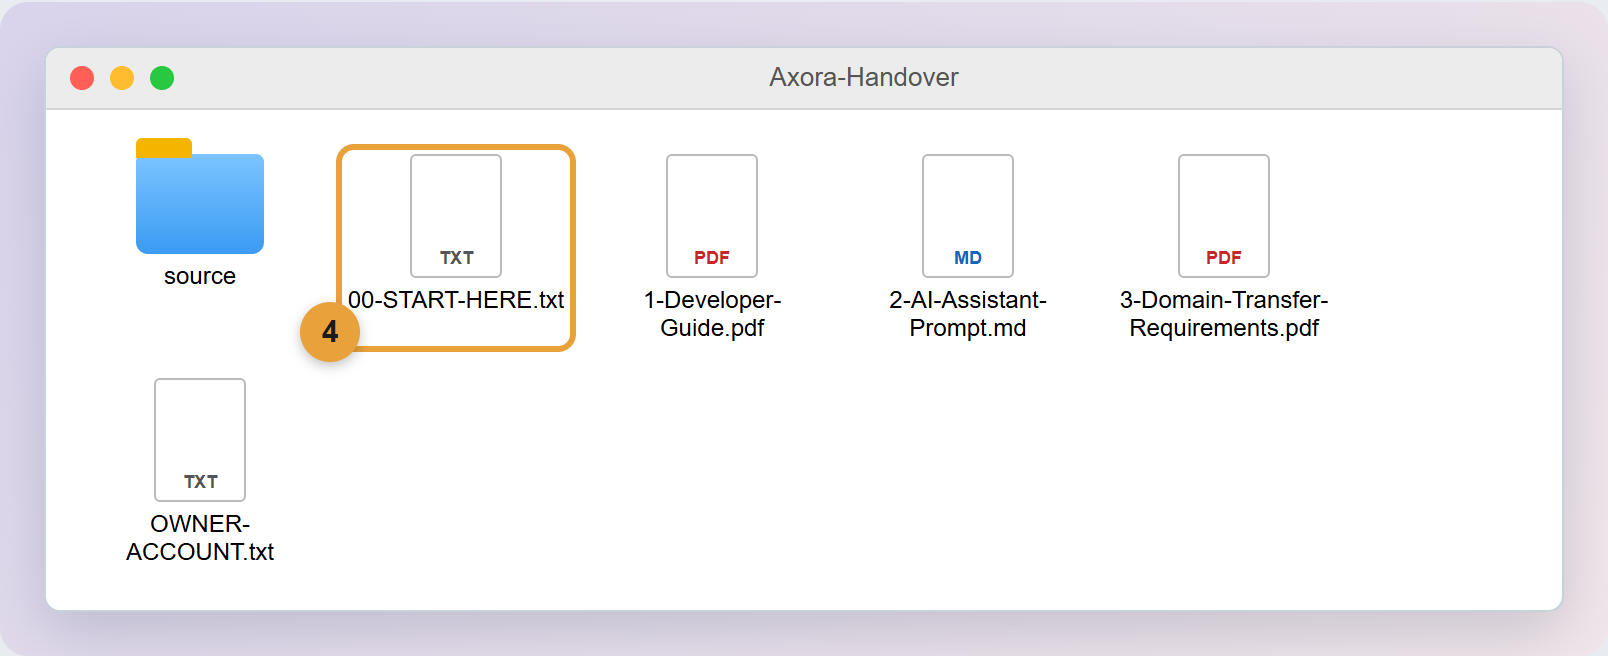 Axora-Handover
source
TXT
00-START-HERE.txt
4
PDF
1-Developer-
Guide.pdf
MD
2-AI-Assistant-
Prompt.md
PDF
3-Domain-Transfer-
Requirements.pdf
TXT
OWNER-
ACCOUNT.txt